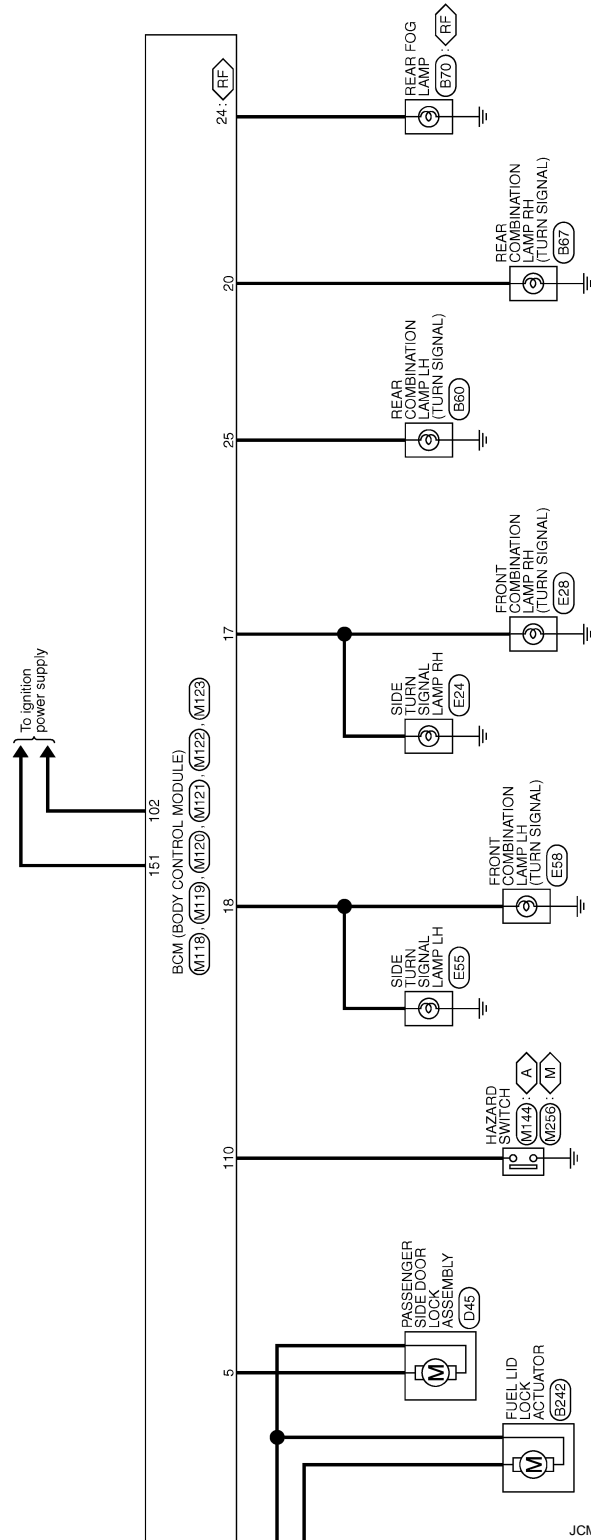 24 : RF
REAR FOG
LAMP
B70 : RF
20
REAR
COMBINATION
LAMP RH
(TURN SIGNAL)
B67
25
REAR
COMBINATION
LAMP LH
(TURN SIGNAL)
B60
17
FRONT
COMBINATION
LAMP RH
(TURN SIGNAL)
E28
SIDE
TURN
SIGNAL
LAMP RH
E24
To ignition
power supply
102
151
BCM (BODY CONTROL MODULE)
M118 , M119 , M120 , M121 , M122 , M123
18
FRONT
COMBINATION
LAMP LH
(TURN SIGNAL)
E58
SIDE
TURN
SIGNAL
LAMP LH
E55
110
HAZARD
SWITCH
M144 : A
M256 : M
5
PASSENGER
SIDE DOOR
LOCK
ASSEMBLY
D45
M
FUEL LID
LOCK
ACTUATOR
B242
M
JCM